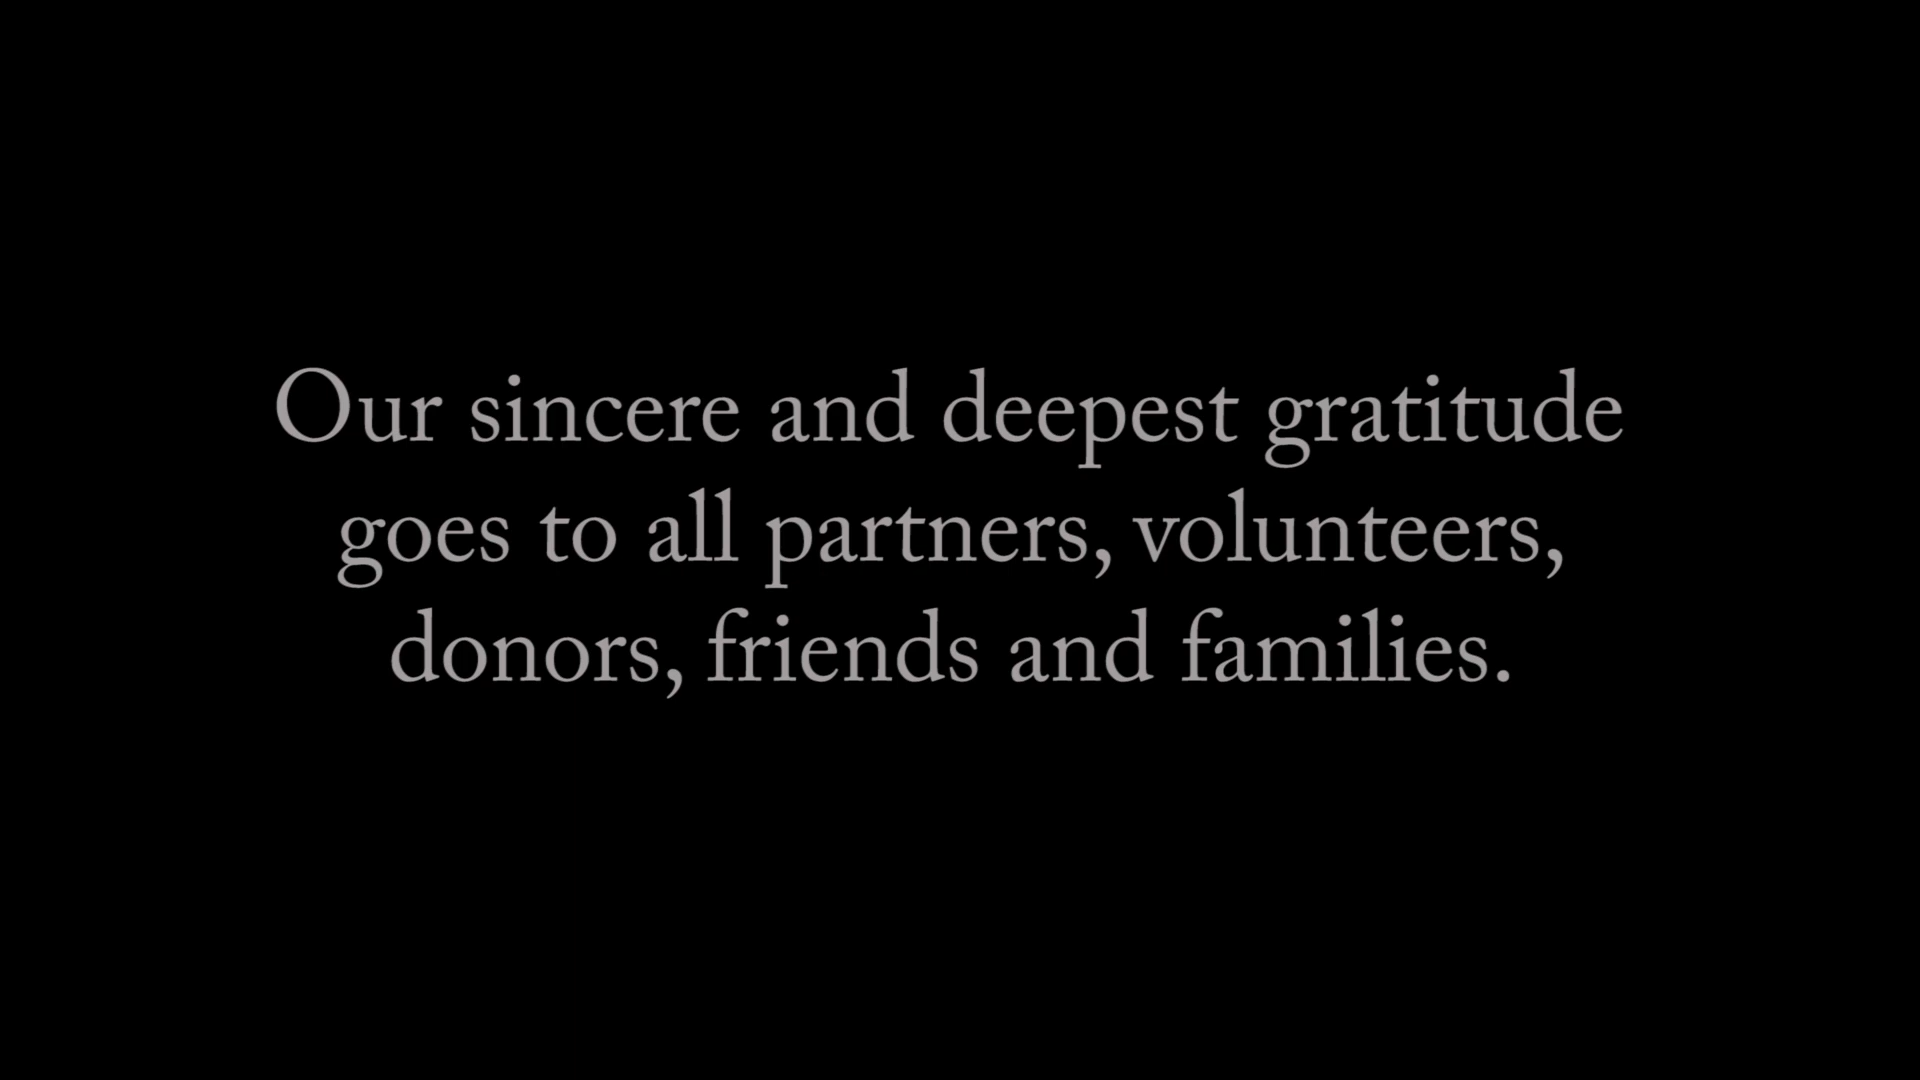 Our sincere and deepest gratitude
goes to all partners, volunteers,
donors, friends and families.